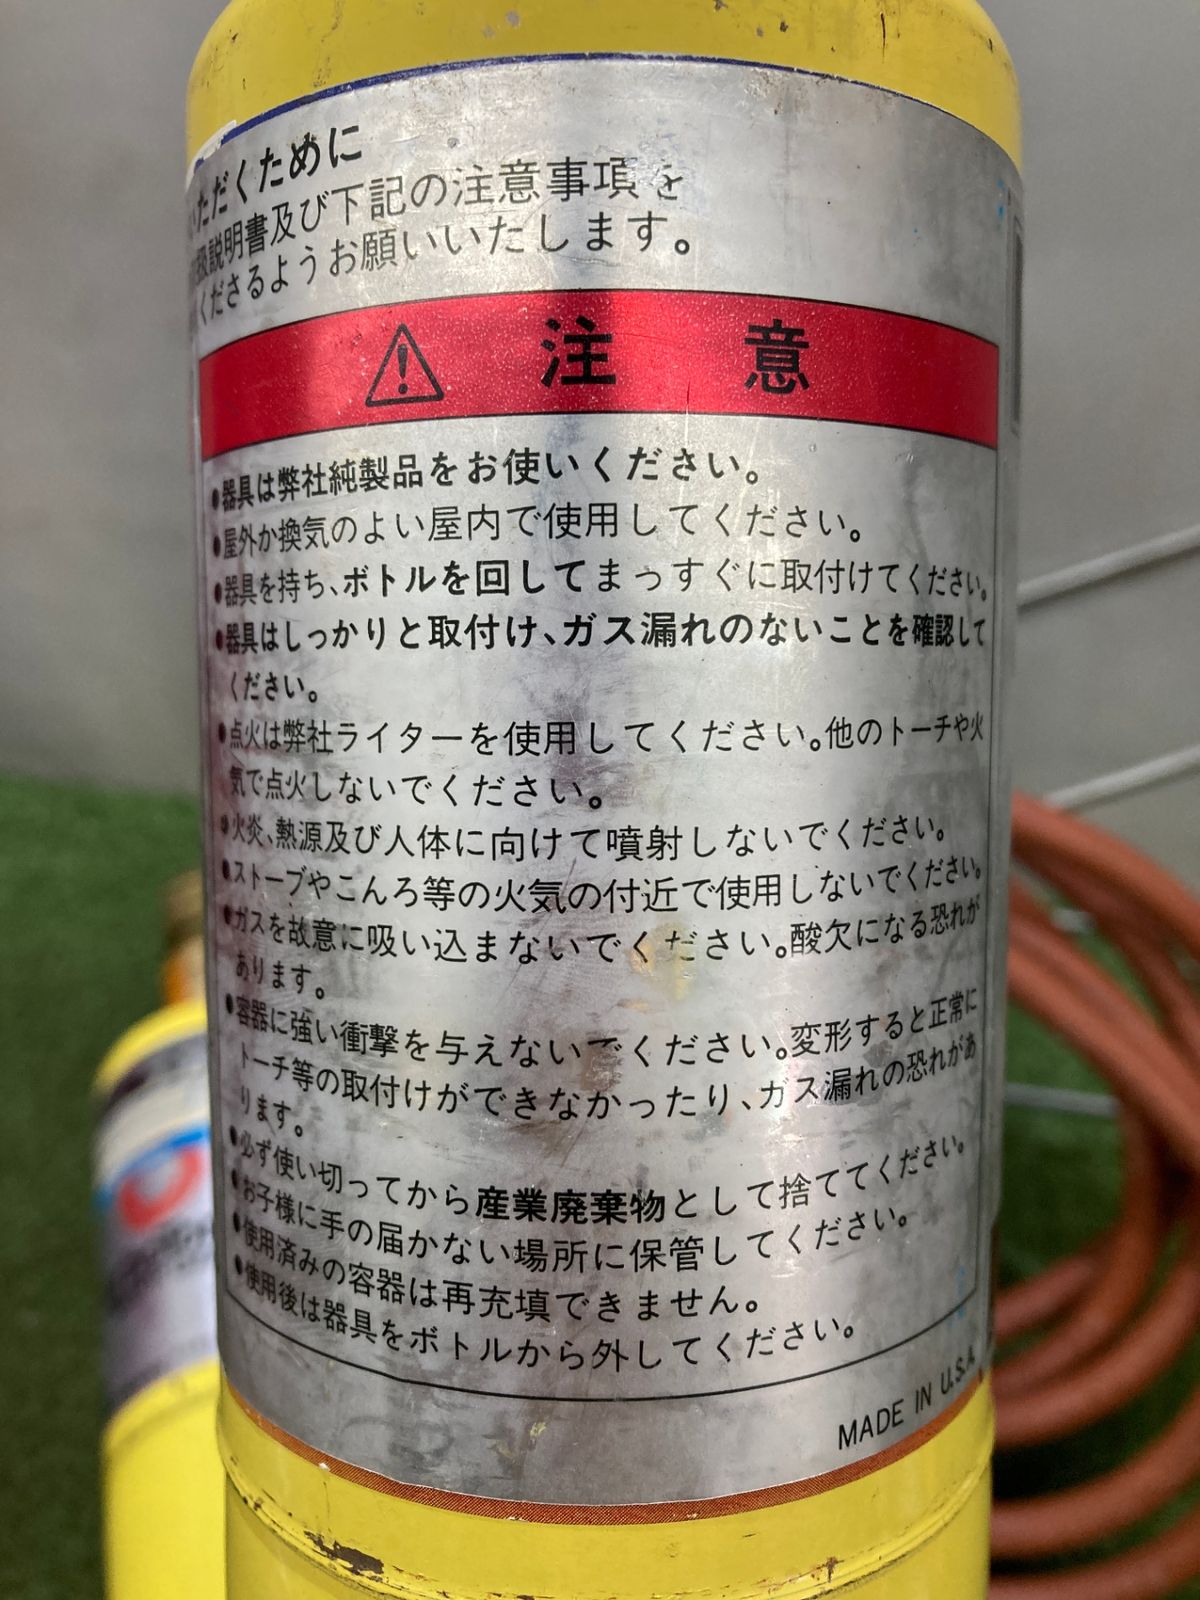 いただくために
扱説明書及び下記の注意事項を
くださるようお願いいたします。
注意
●器具は弊社純製品をお使いください。
●屋外か換気のよい屋内で使用してください。
●器具を持ち、ボトルを回してまっすぐに取付けてください。
●器具はしっかりと取付け、ガス漏れのないことを確認して
ください。
●点火は弊社ライターを使用してください。他のトーチや火
気で点火しないでください。
●火炎、熱源及び人体に向けて噴射しないでください。
●ストーブやこんろ等の火気の付近で使用しないでください。
●ガスを故意に吸い込まないでください。酸欠になる恐れが
あります。
●容器に強い衝撃を与えないでください。変形すると正常に
トーチ等の取付けができなかったり、ガス漏れの恐れがあ
ります。
●必ず使い切ってから産業廃棄物として捨ててください。
●お子様に手の届かない場所に保管してください。
●使用済みの容器は再充填できません。
●使用後は器具をボトルから外してください。
MADE IN U.S.A.